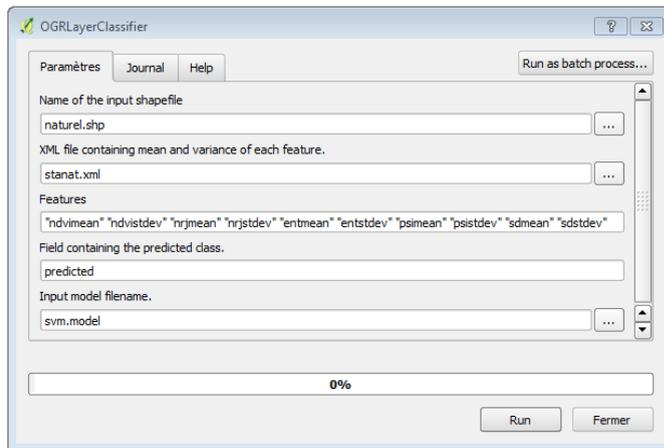 OGRLayerClassifier
Paramètres Journal Help Run as batch process...
Name of the input shapefile
naturel.shp ...
XML file containing mean and variance of each feature.
stanat.xml ...
Features
"ndvimean" "ndvistdev" "nrjmean" "nrjstdev" "entmean" "entstdev" "psimean" "psistdev" "sdmean" "sdstdev"
Field containing the predicted class.
predicted
Input model filename.
svm.model ...
0%
Run Fermer